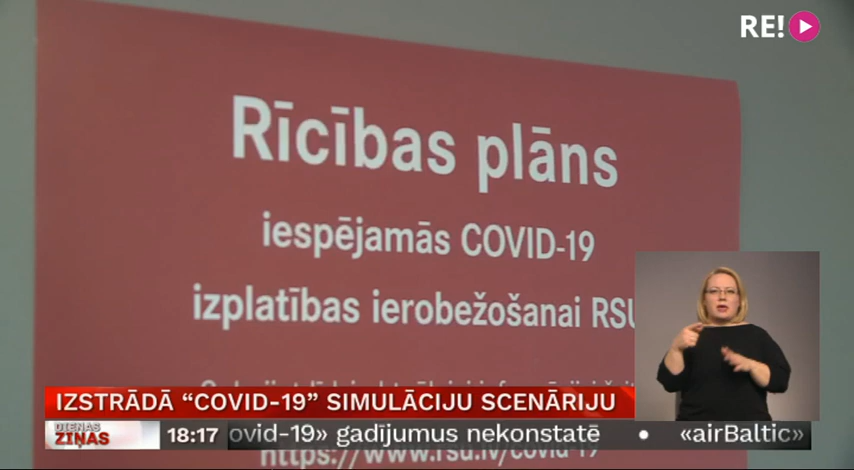 RE!
Rīcības plāns
iespējamās COVID-19
izplatības ierobežošanai RSU
IZSTRĀDĀ “COVID-19” SIMULĀCIJU SCENĀRIJU
DIENAS
ZIŅAS
18:17 ovid-19» gadījumus nekonstatē • «airBaltic»
https://www.rsu.lv/covid-19